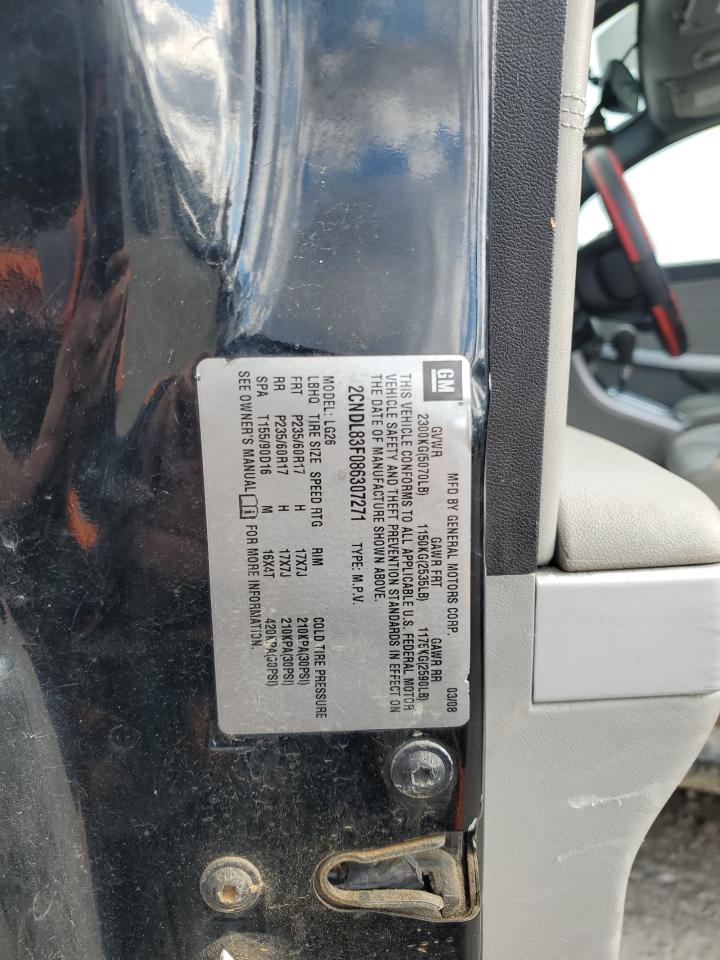 GM MFD BY GENERAL MOTORS CORP. 03/08
GVWR GAWR FRT GAWR RR
2300KG(5070LB) 1150KG(2535LB) 1175KG(2590LB)
THIS VEHICLE CONFORMS TO ALL APPLICABLE U.S. FEDERAL MOTOR
VEHICLE SAFETY AND THEFT PREVENTION STANDARDS IN EFFECT ON
THE DATE OF MANUFACTURE SHOWN ABOVE.
2CNDL83F086307271 TYPE: M.P.V.
MODEL: LG26
LBHQ TIRE SIZE SPEED RTG RIM COLD TIRE PRESSURE
FRT P235/60R17 H 17X7J 210KPA(30PSI)
RR P235/60R17 H 17X7J 210KPA(30PSI)
SPA T155/90D16 M 16X4T 420KPA(60PSI)
SEE OWNER'S MANUAL FOR MORE INFORMATION.